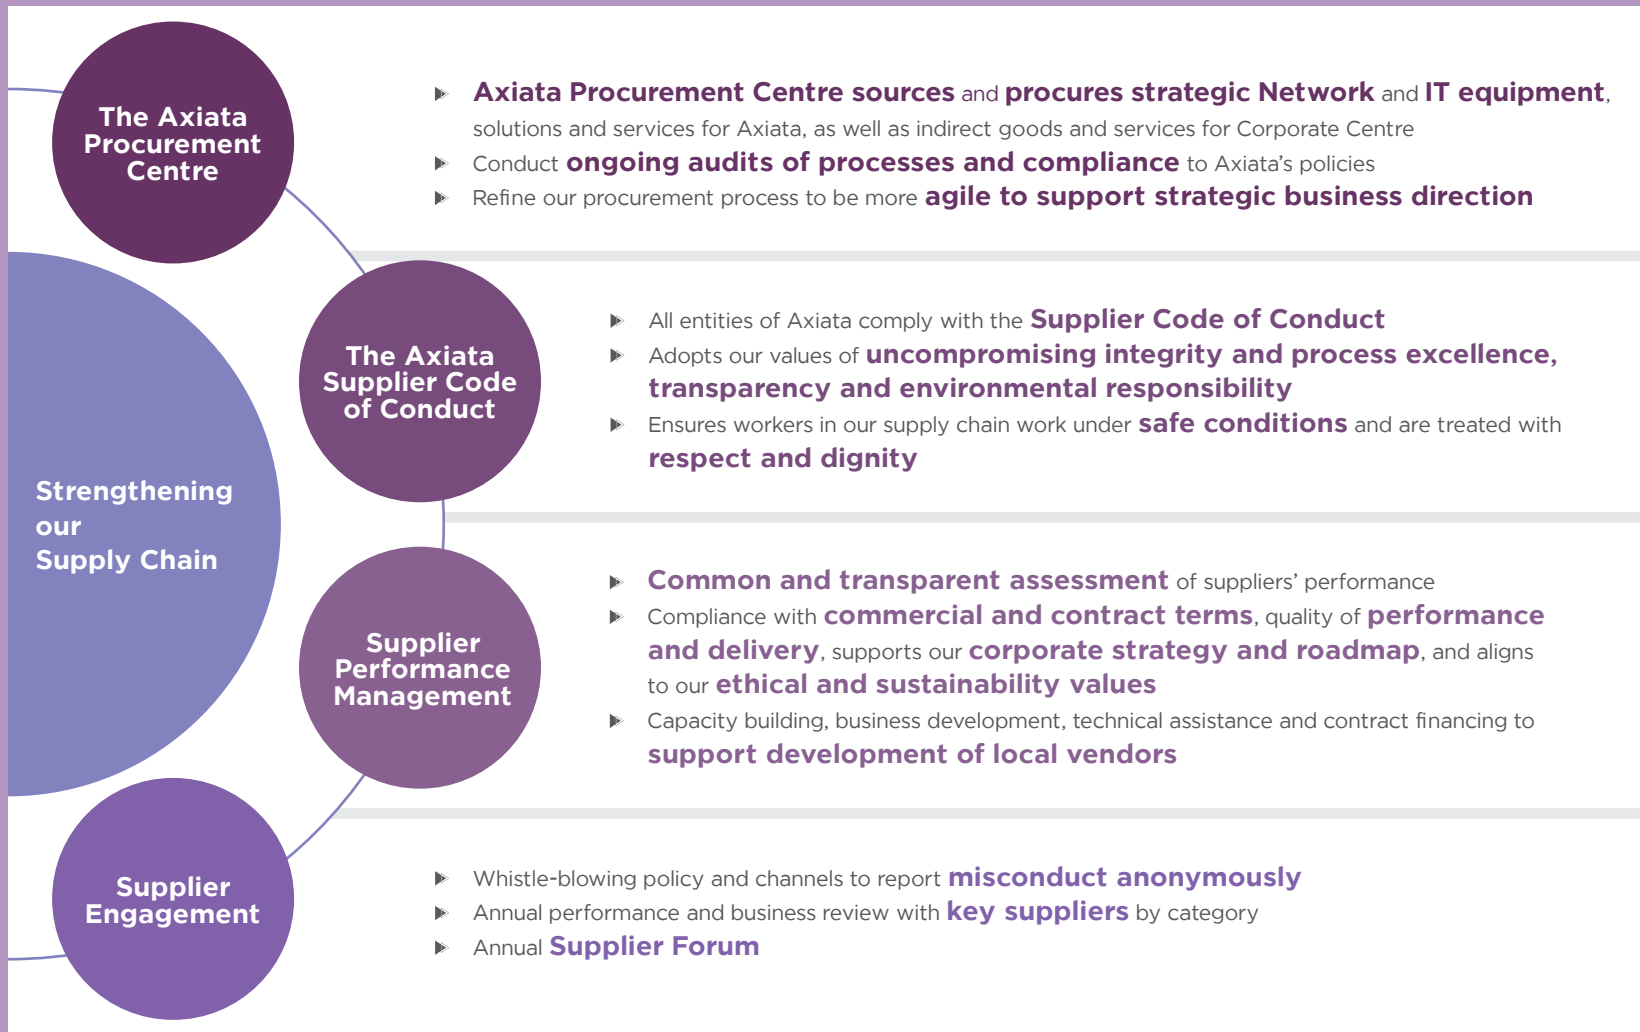 The Axiata
Procurement
Centre
Axiata Procurement Centre sources and procures strategic Network and IT equipment,
solutions and services for Axiata, as well as indirect goods and services for Corporate Centre
Conduct ongoing audits of processes and compliance to Axiata’s policies
Refine our procurement process to be more agile to support strategic business direction
The Axiata
Supplier Code
of Conduct
All entities of Axiata comply with the Supplier Code of Conduct
Adopts our values of uncompromising integrity and process excellence,
transparency and environmental responsibility
Ensures workers in our supply chain work under safe conditions and are treated with
respect and dignity
Strengthening
our
Supply Chain
Supplier
Performance
Management
Common and transparent assessment of suppliers’ performance
Compliance with commercial and contract terms, quality of performance
and delivery, supports our corporate strategy and roadmap, and aligns
to our ethical and sustainability values
Capacity building, business development, technical assistance and contract financing to
support development of local vendors
Supplier
Engagement
Whistle-blowing policy and channels to report misconduct anonymously
Annual performance and business review with key suppliers by category
Annual Supplier Forum